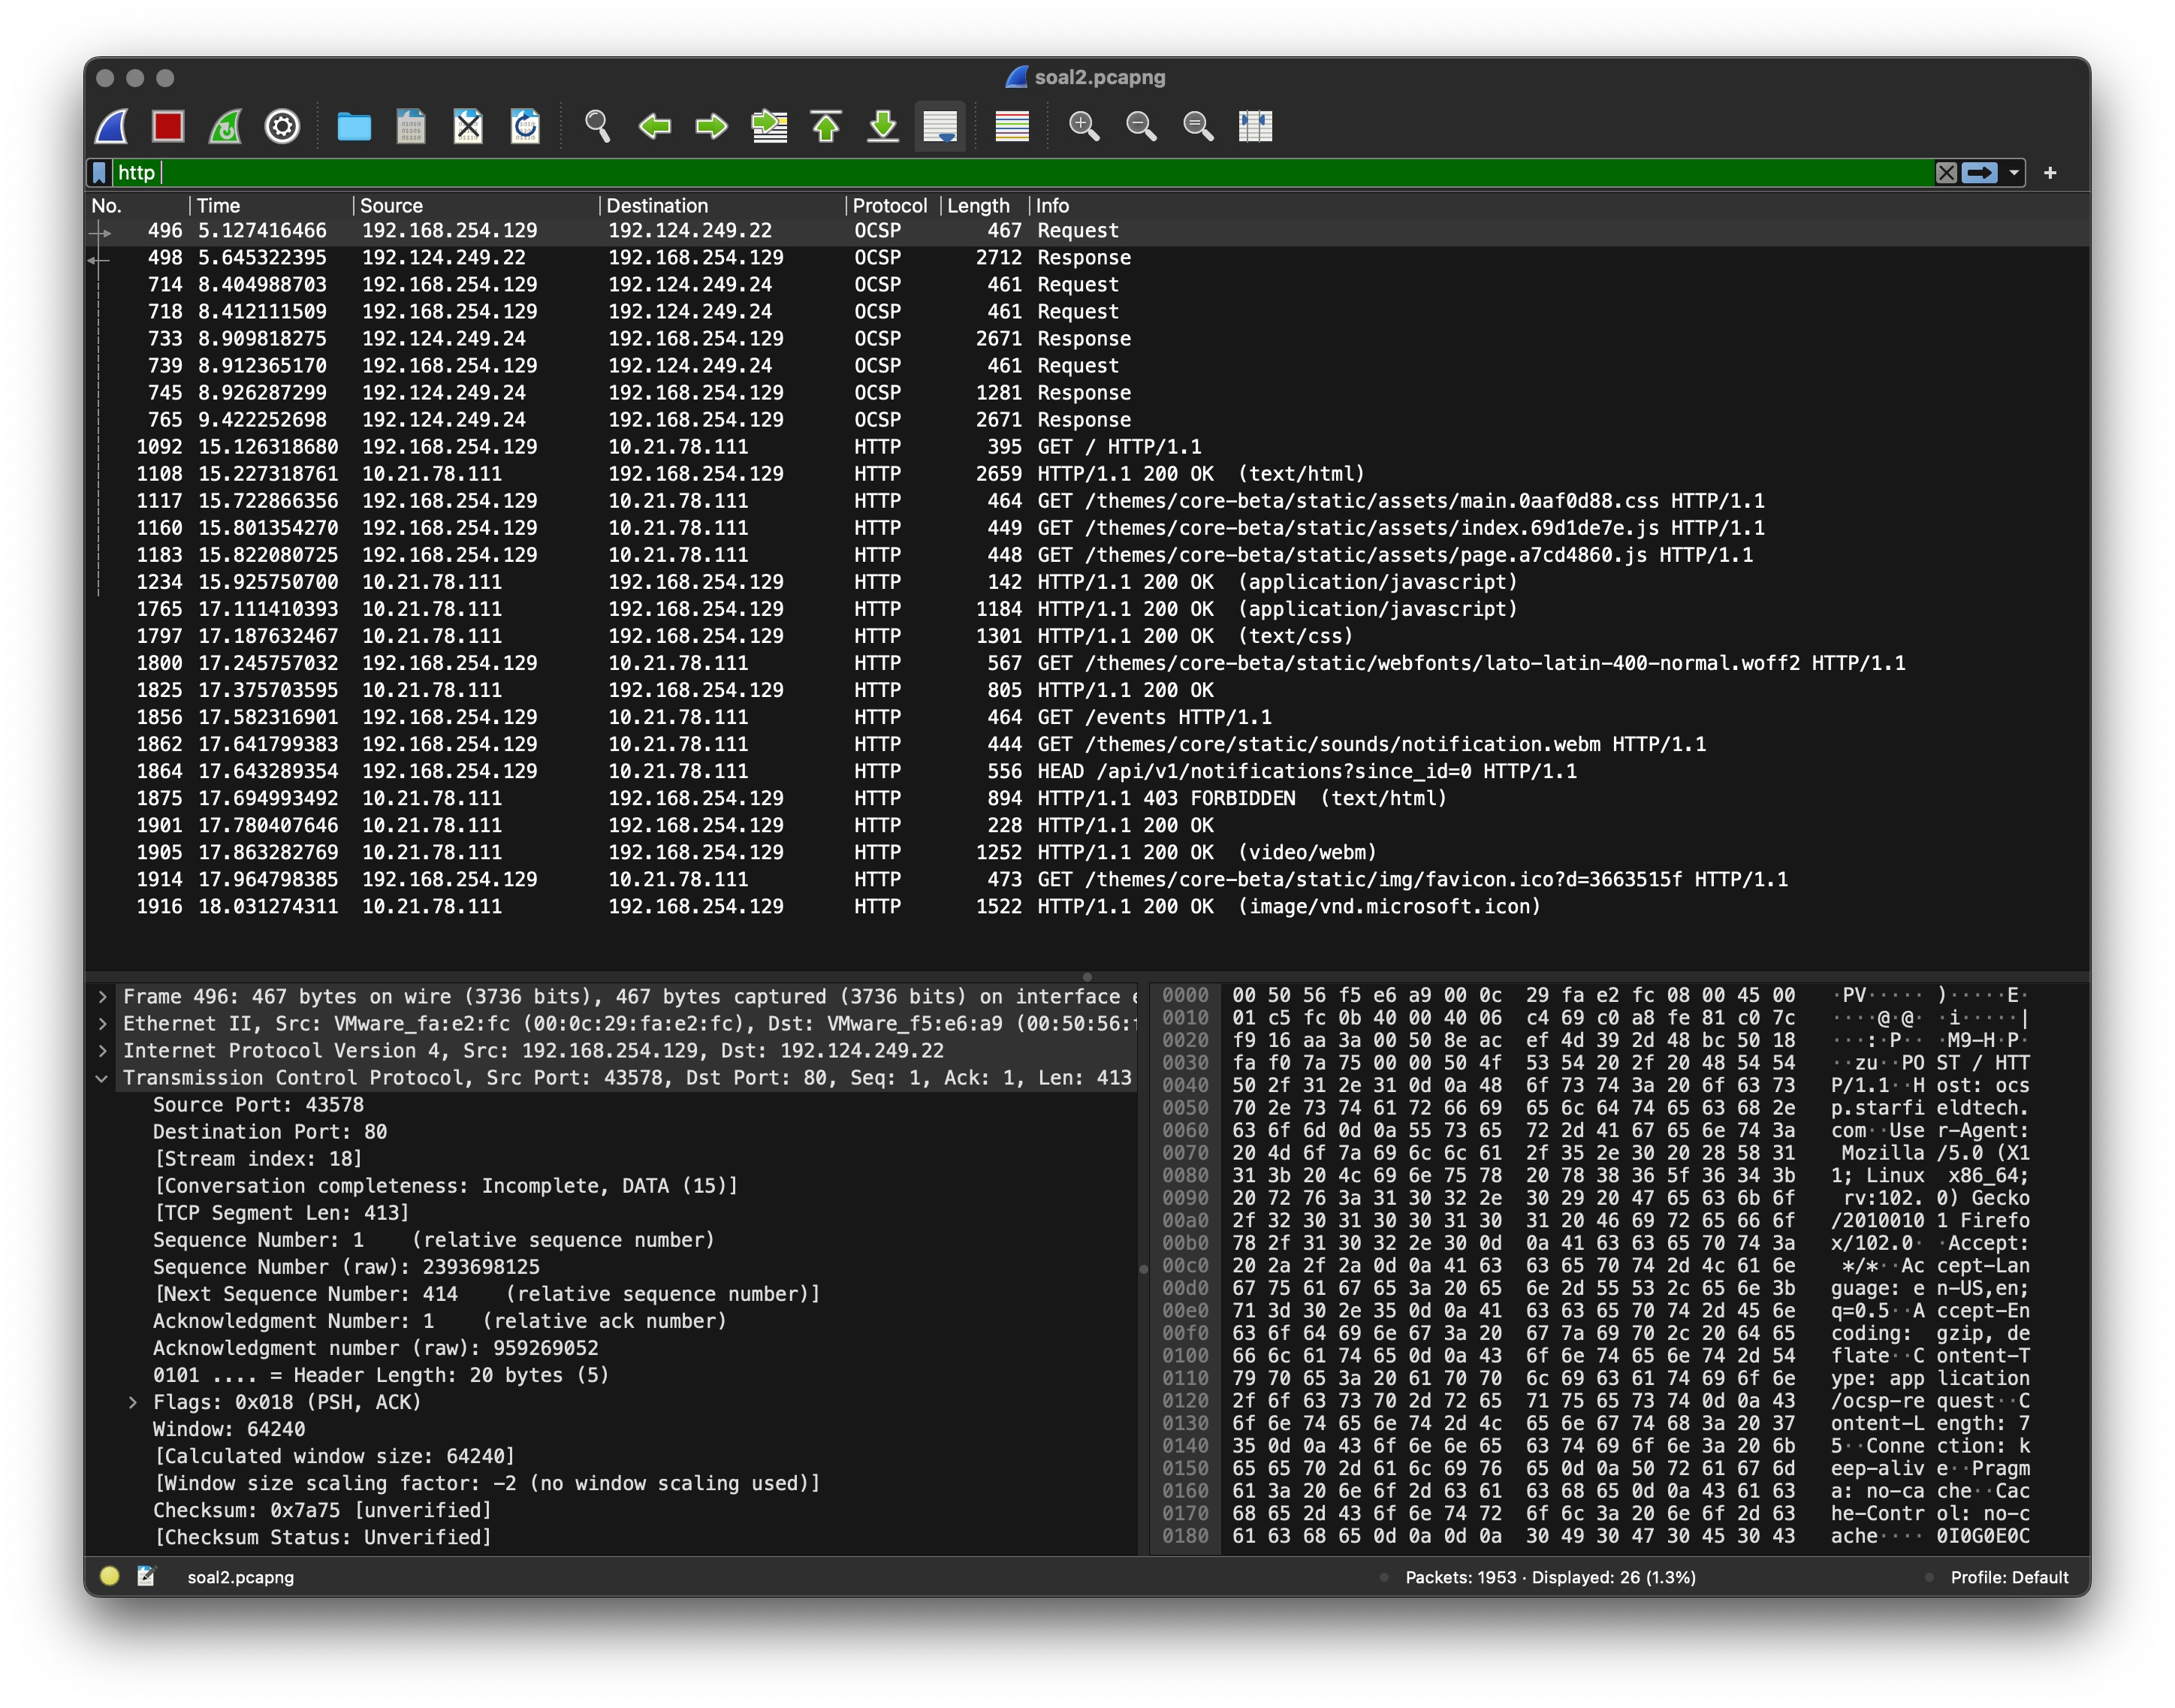 soal2.pcapng
http
No. Time Source Destination Protocol Length Info
496 5.127416466 192.168.254.129 192.124.249.22 OCSP 467 Request
498 5.645322395 192.124.249.22 192.168.254.129 OCSP 2712 Response
714 8.404988703 192.168.254.129 192.124.249.24 OCSP 461 Request
718 8.412111509 192.168.254.129 192.124.249.24 OCSP 461 Request
733 8.909818275 192.124.249.24 192.168.254.129 OCSP 2671 Response
739 8.912365170 192.168.254.129 192.124.249.24 OCSP 461 Request
745 8.926287299 192.124.249.24 192.168.254.129 OCSP 1281 Response
765 9.422252698 192.124.249.24 192.168.254.129 OCSP 2671 Response
1092 15.126318680 192.168.254.129 10.21.78.111 HTTP 395 GET / HTTP/1.1
1108 15.227318761 10.21.78.111 192.168.254.129 HTTP 2659 HTTP/1.1 200 OK (text/html)
1117 15.722866356 192.168.254.129 10.21.78.111 HTTP 464 GET /themes/core-beta/static/assets/main.0aaf0d88.css HTTP/1.1
1160 15.801354270 192.168.254.129 10.21.78.111 HTTP 449 GET /themes/core-beta/static/assets/index.69d1de7e.js HTTP/1.1
1183 15.822080725 192.168.254.129 10.21.78.111 HTTP 448 GET /themes/core-beta/static/assets/page.a7cd4860.js HTTP/1.1
1234 15.925750700 10.21.78.111 192.168.254.129 HTTP 142 HTTP/1.1 200 OK (application/javascript)
1765 17.111410393 10.21.78.111 192.168.254.129 HTTP 1184 HTTP/1.1 200 OK (application/javascript)
1797 17.187632467 10.21.78.111 192.168.254.129 HTTP 1301 HTTP/1.1 200 OK (text/css)
1800 17.245757032 192.168.254.129 10.21.78.111 HTTP 567 GET /themes/core-beta/static/webfonts/lato-latin-400-normal.woff2 HTTP/1.1
1825 17.375703595 10.21.78.111 192.168.254.129 HTTP 805 HTTP/1.1 200 OK
1856 17.582316901 192.168.254.129 10.21.78.111 HTTP 464 GET /events HTTP/1.1
1862 17.641799383 192.168.254.129 10.21.78.111 HTTP 444 GET /themes/core/static/sounds/notification.webm HTTP/1.1
1864 17.643289354 192.168.254.129 10.21.78.111 HTTP 556 HEAD /api/v1/notifications?since_id=0 HTTP/1.1
1875 17.694993492 10.21.78.111 192.168.254.129 HTTP 894 HTTP/1.1 403 FORBIDDEN (text/html)
1901 17.780407646 10.21.78.111 192.168.254.129 HTTP 228 HTTP/1.1 200 OK
1905 17.863282769 10.21.78.111 192.168.254.129 HTTP 1252 HTTP/1.1 200 OK (video/webm)
1914 17.964798385 192.168.254.129 10.21.78.111 HTTP 473 GET /themes/core-beta/static/img/favicon.ico?d=3663515f HTTP/1.1
1916 18.031274311 10.21.78.111 192.168.254.129 HTTP 1522 HTTP/1.1 200 OK (image/vnd.microsoft.icon)
Frame 496: 467 bytes on wire (3736 bits), 467 bytes captured (3736 bits) on interface e
Ethernet II, Src: VMware_fa:e2:fc (00:0c:29:fa:e2:fc), Dst: VMware_f5:e6:a9 (00:50:56:f
Internet Protocol Version 4, Src: 192.168.254.129, Dst: 192.124.249.22
Transmission Control Protocol, Src Port: 43578, Dst Port: 80, Seq: 1, Ack: 1, Len: 413
Source Port: 43578
Destination Port: 80
[Stream index: 18]
[Conversation completeness: Incomplete, DATA (15)]
[TCP Segment Len: 413]
Sequence Number: 1 (relative sequence number)
Sequence Number (raw): 2393698125
[Next Sequence Number: 414 (relative sequence number)]
Acknowledgment Number: 1 (relative ack number)
Acknowledgment number (raw): 959269052
0101 .... = Header Length: 20 bytes (5)
Flags: 0x018 (PSH, ACK)
Window: 64240
[Calculated window size: 64240]
[Window size scaling factor: -2 (no window scaling used)]
Checksum: 0x7a75 [unverified]
[Checksum Status: Unverified]
0000 00 50 56 f5 e6 a9 00 0c 29 fa e2 fc 08 00 45 00 ·PV····· )·····E·
0010 01 c5 fc 0b 40 00 40 06 c4 69 c0 a8 fe 81 c0 7c ····@·@· ·i·····|
0020 f9 16 aa 3a 00 50 8e ac ef 4d 39 2d 48 bc 50 18 ···:·P·· ·M9-H·P·
0030 fa f0 7a 75 00 00 50 4f 53 54 20 2f 20 48 54 54 ··zu··PO ST / HTT
0040 50 2f 31 2e 31 0d 0a 48 6f 73 74 3a 20 6f 63 73 P/1.1··H ost: ocs
0050 70 2e 73 74 61 72 66 69 65 6c 64 74 65 63 68 2e p.starfi eldtech.
0060 63 6f 6d 0d 0a 55 73 65 72 2d 41 67 65 6e 74 3a com··Use r-Agent:
0070 20 4d 6f 7a 69 6c 6c 61 2f 35 2e 30 20 28 58 31 Mozilla /5.0 (X1
0080 31 3b 20 4c 69 6e 75 78 20 78 38 36 5f 36 34 3b 1; Linux x86_64;
0090 20 72 76 3a 31 30 32 2e 30 29 20 47 65 63 6b 6f rv:102. 0) Gecko
00a0 2f 32 30 31 30 30 31 30 31 20 46 69 72 65 66 6f /2010010 1 Firefo
00b0 78 2f 31 30 32 2e 30 0d 0a 41 63 63 65 70 74 3a x/102.0· ·Accept:
00c0 20 2a 2f 2a 0d 0a 41 63 63 65 70 74 2d 4c 61 6e */*··Ac cept-Lan
00d0 67 75 61 67 65 3a 20 65 6e 2d 55 53 2c 65 6e 3b guage: e n-US,en;
00e0 71 3d 30 2e 35 0d 0a 41 63 63 65 70 74 2d 45 6e q=0.5··A ccept-En
00f0 63 6f 64 69 6e 67 3a 20 67 7a 69 70 2c 20 64 65 coding: gzip, de
0100 66 6c 61 74 65 0d 0a 43 6f 6e 74 65 6e 74 2d 54 flate··C ontent-T
0110 79 70 65 3a 20 61 70 70 6c 69 63 61 74 69 6f 6e ype: app lication
0120 2f 6f 63 73 70 2d 72 65 71 75 65 73 74 0d 0a 43 /ocsp-re quest··C
0130 6f 6e 74 65 6e 74 2d 4c 65 6e 67 74 68 3a 20 37 ontent-L ength: 7
0140 35 0d 0a 43 6f 6e 6e 65 63 74 69 6f 6e 3a 20 6b 5··Conne ction: k
0150 65 65 70 2d 61 6c 69 76 65 0d 0a 50 72 61 67 6d eep-aliv e··Pragm
0160 61 3a 20 6e 6f 2d 63 61 63 68 65 0d 0a 43 61 63 a: no-ca che··Cac
0170 68 65 2d 43 6f 6e 74 72 6f 6c 3a 20 6e 6f 2d 63 he-Contr ol: no-c
0180 61 63 68 65 0d 0a 0d 0a 30 49 30 47 30 45 30 43 ache···· 0I0G0E0C
soal2.pcapng Packets: 1953 · Displayed: 26 (1.3%) Profile: Default